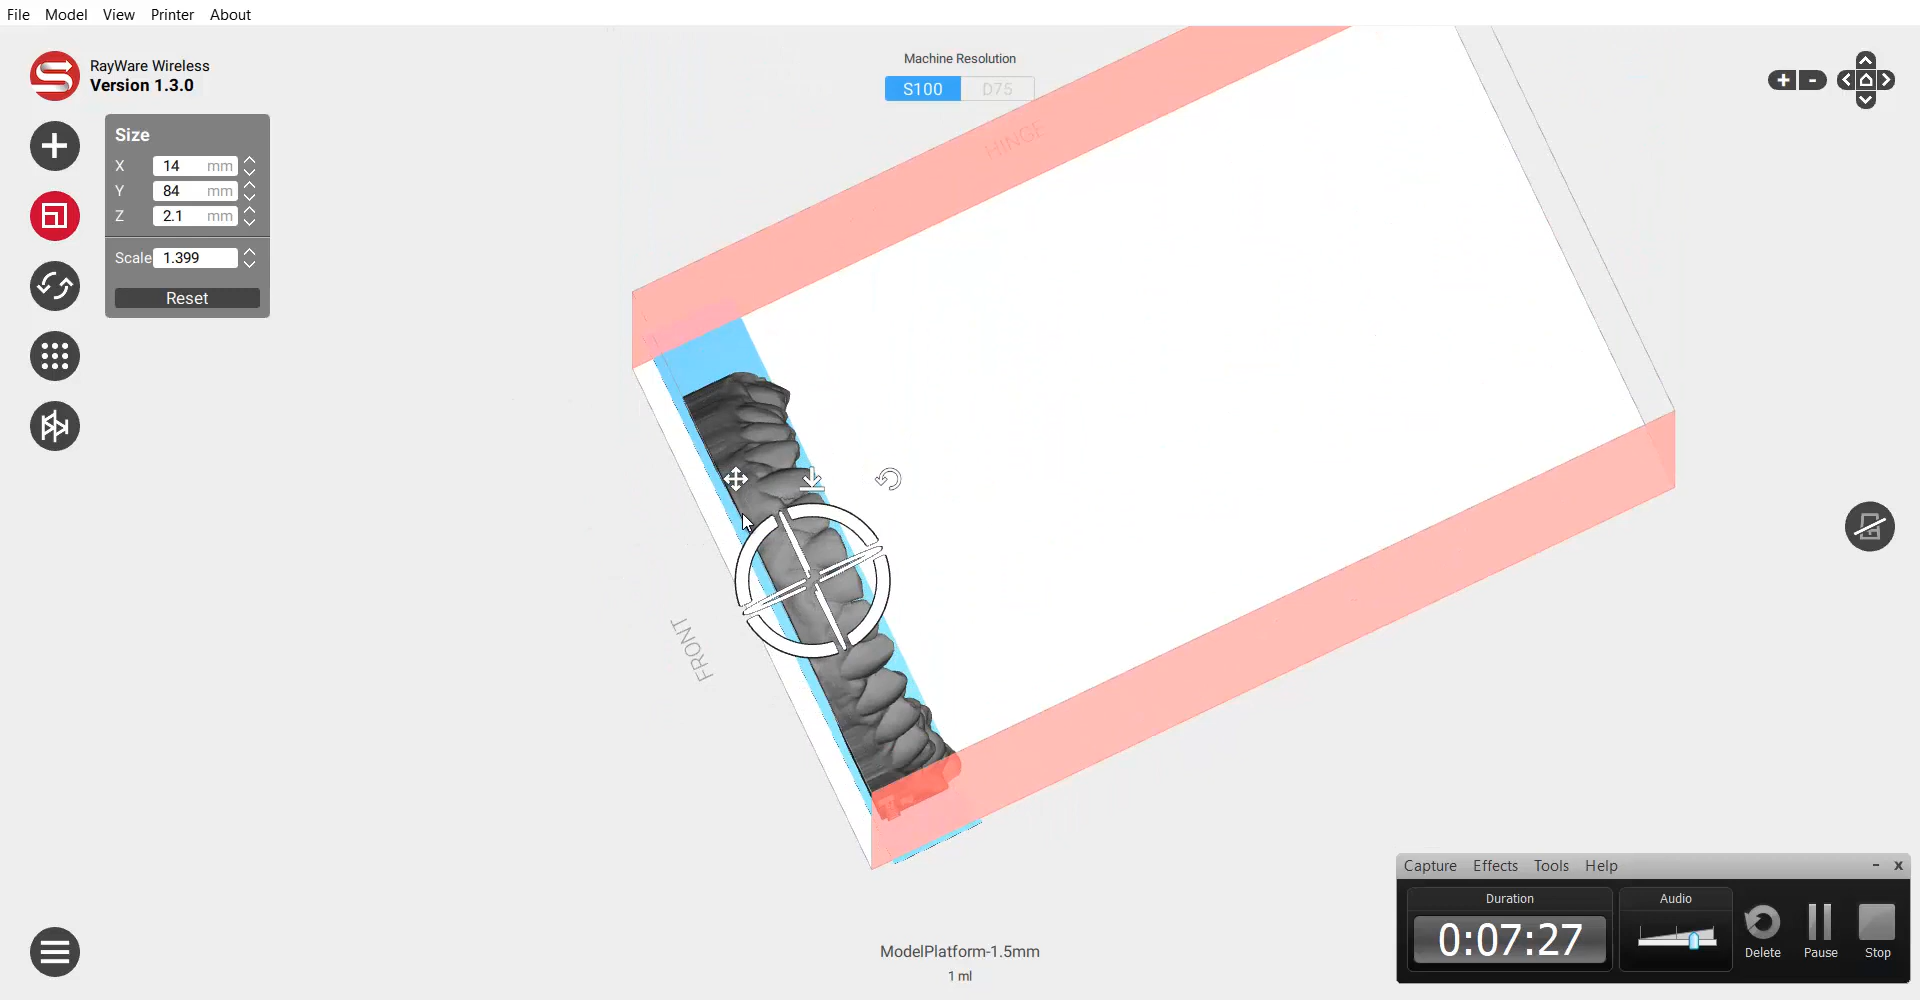 File Model View Printer About
RayWare Wireless
Version 1.3.0
Machine Resolution
S100 D75
Size
X 14 mm
Y 84 mm
Z 2.1 mm
Scale 1.399
Reset
HINGE
FRONT
ModelPlatform-1.5mm
1 ml
Capture Effects Tools Help
Duration
Audio
0:07:27
Delete Pause Stop